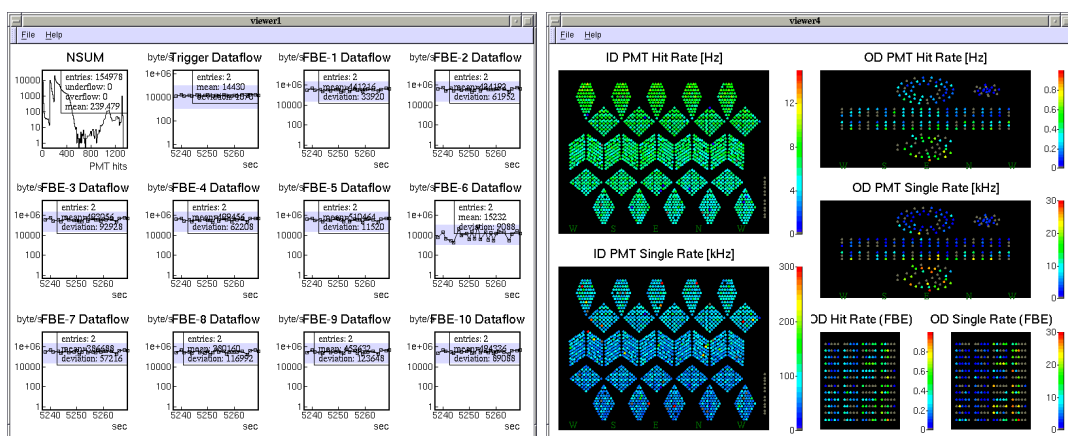 viewer1
File Help
NSUM
entries: 154978
underflow: 0
overflow: 0
mean: 239.479
10000
1000
100
10
1
0 400 800 1200
PMT hits
byte/s Trigger Dataflow
entries: 2
mean: 14430
1e+06
10000
100
1
5240 5250 5260
sec
byte/s FBE-1 Dataflow
entries: 2
deviation: 33920
1e+06
10000
100
1
5240 5250 5260
sec
byte/s FBE-2 Dataflow
entries: 2
deviation: 61952
1e+06
10000
100
1
5240 5250 5260
sec
byte/s FBE-3 Dataflow
entries: 2
deviation: 92928
1e+06
10000
100
1
5240 5250 5260
sec
byte/s FBE-4 Dataflow
entries: 2
deviation: 62208
1e+06
10000
100
1
5240 5250 5260
sec
byte/s FBE-5 Dataflow
entries: 2
deviation: 11520
1e+06
10000
100
1
5240 5250 5260
sec
byte/s FBE-6 Dataflow
entries: 2
mean: 15232
deviation: 9088
1e+06
10000
100
1
5240 5250 5260
sec
byte/s FBE-7 Dataflow
entries: 2
deviation: 57216
1e+06
10000
100
1
5240 5250 5260
sec
byte/s FBE-8 Dataflow
entries: 2
deviation: 116992
1e+06
10000
100
1
5240 5250 5260
sec
byte/s FBE-9 Dataflow
entries: 2
deviation: 123648
1e+06
10000
100
1
5240 5250 5260
sec
byte/s FBE-10 Dataflow
entries: 2
deviation: 89088
1e+06
10000
100
1
5240 5250 5260
sec
viewer4
File Help
ID PMT Hit Rate [Hz]
W S E N W
12
8
4
0
ID PMT Single Rate [kHz]
W S E N W
300
200
100
0
OD PMT Hit Rate [Hz]
W S E N W
0.8
0.6
0.4
0.2
0
OD PMT Single Rate [kHz]
W S E N W
30
20
10
0
OD Hit Rate (FBE)
0.8
0.6
0.4
0.2
0
OD Single Rate (FBE)
30
20
10
0